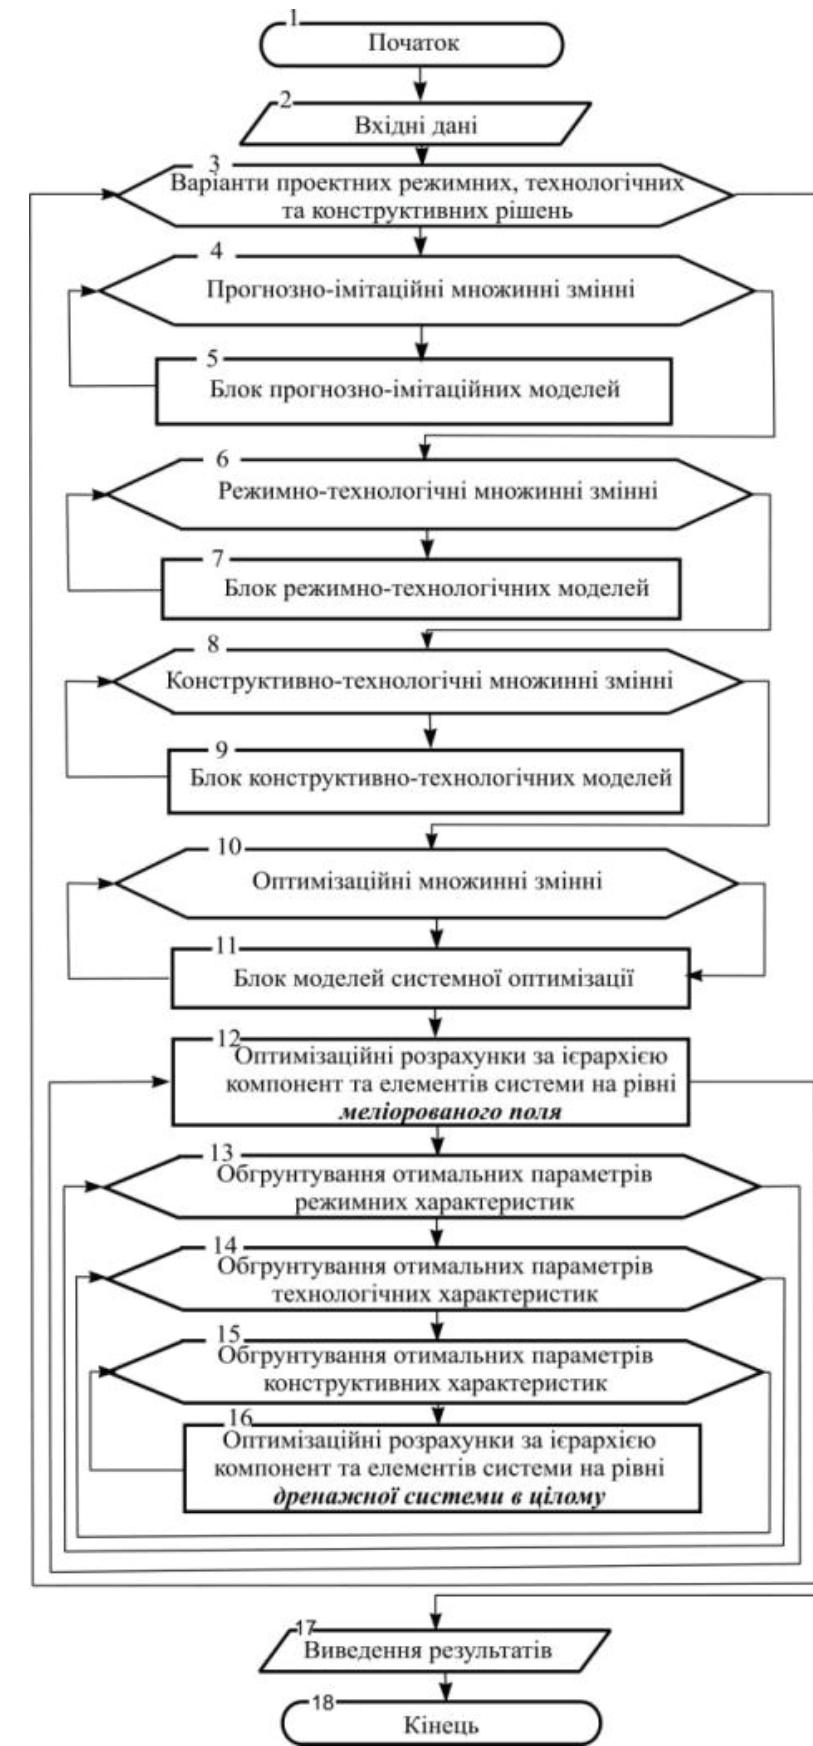 1
Початок
2
Вхідні дані
3
Варіанти проектних режимних, технологічних
та конструктивних рішень
4
Прогнозно-імітаційні множинні змінні
5
Блок прогнозно-імітаційних моделей
6
Режимно-технологічні множинні змінні
7
Блок режимно-технологічних моделей
8
Конструктивно-технологічні множинні змінні
9
Блок конструктивно-технологічних моделей
10
Оптимізаційні множинні змінні
11
Блок моделей системної оптимізації
12
Оптимізаційні розрахунки за ієрархією
компонент та елементів системи на рівні
меліорованого поля
13
Обгрунтування отимальних параметрів
режимних характеристик
14
Обгрунтування отимальних параметрів
технологічних характеристик
15
Обгрунтування отимальних параметрів
конструктивних характеристик
16
Оптимізаційні розрахунки за ієрархією
компонент та елементів системи на рівні
дренажної системи в цілому
17
Виведення результатів
18
Кінець